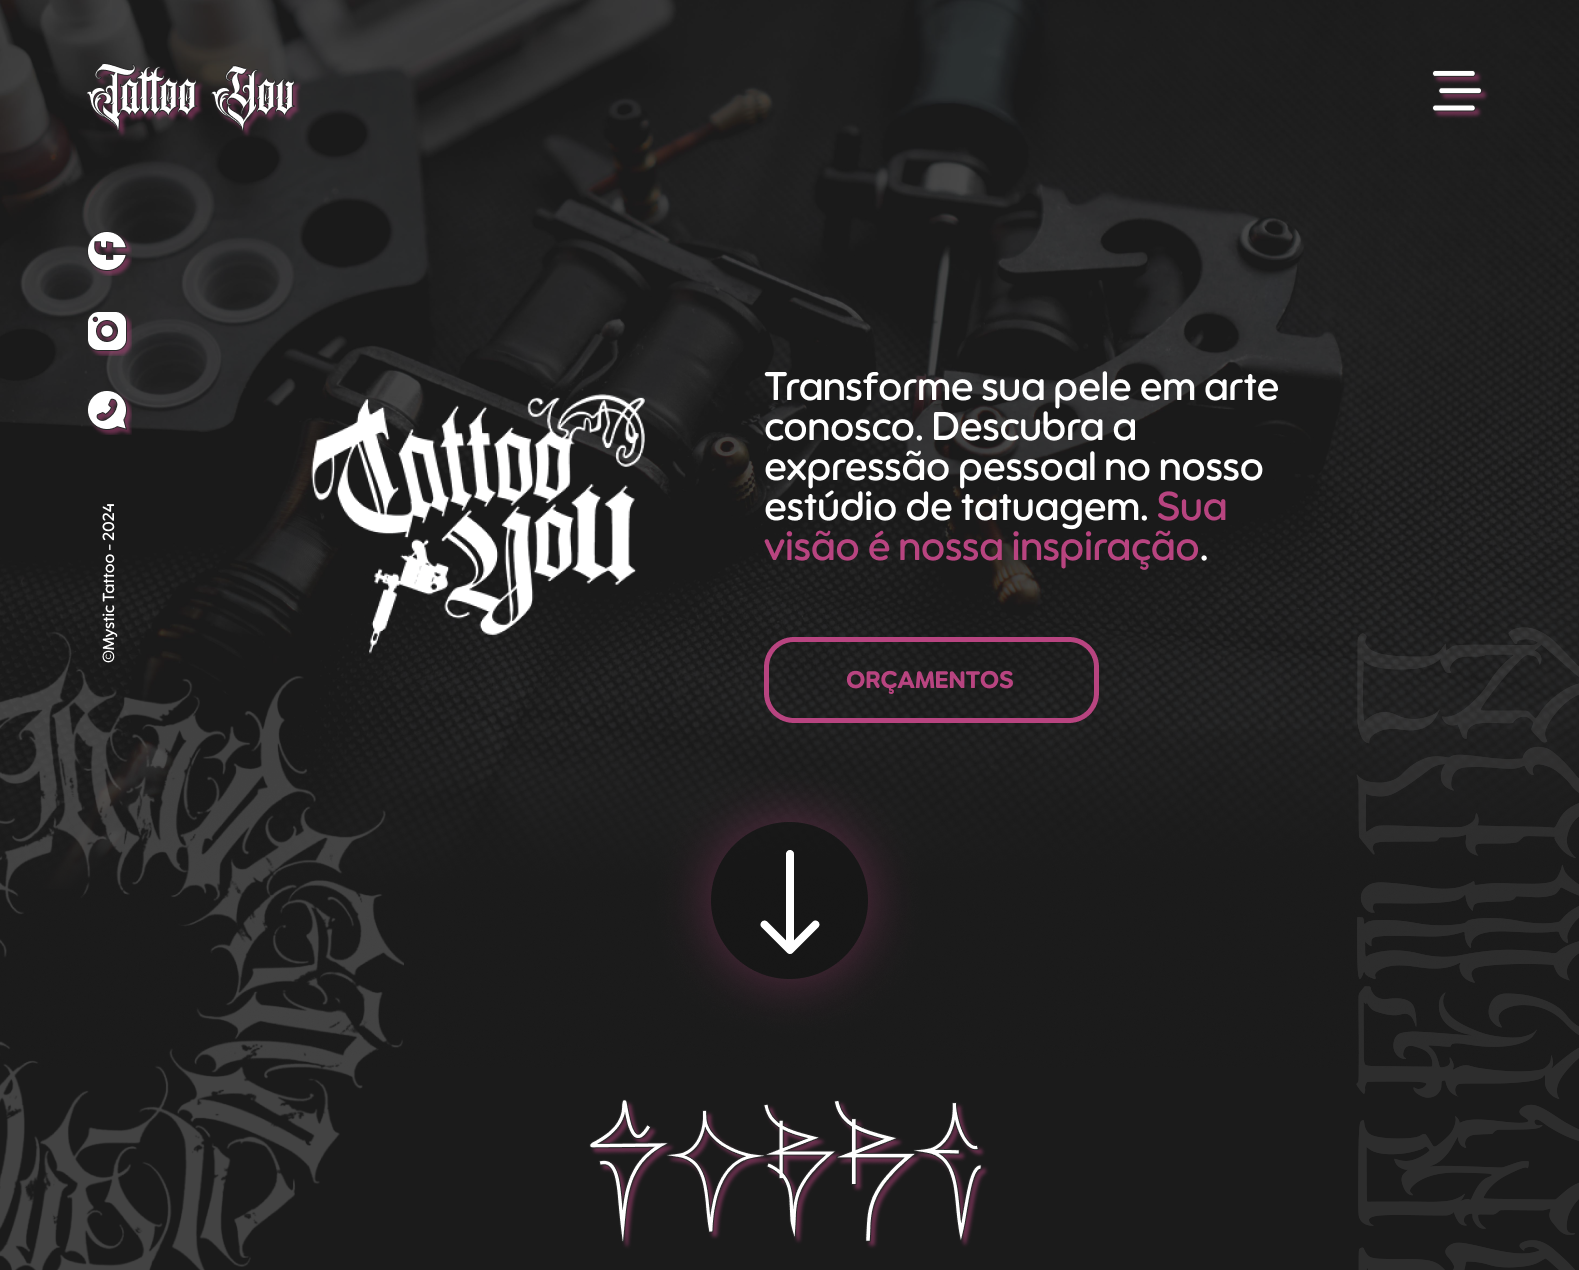 Tattoo You
Tattoo
You
Transforme sua pele em arte
conosco. Descubra a
expressão pessoal no nosso
estúdio de tatuagem. Sua
visão é nossa inspiração.
©Mystic Tattoo - 2024
ORÇAMENTOS
SOBRE